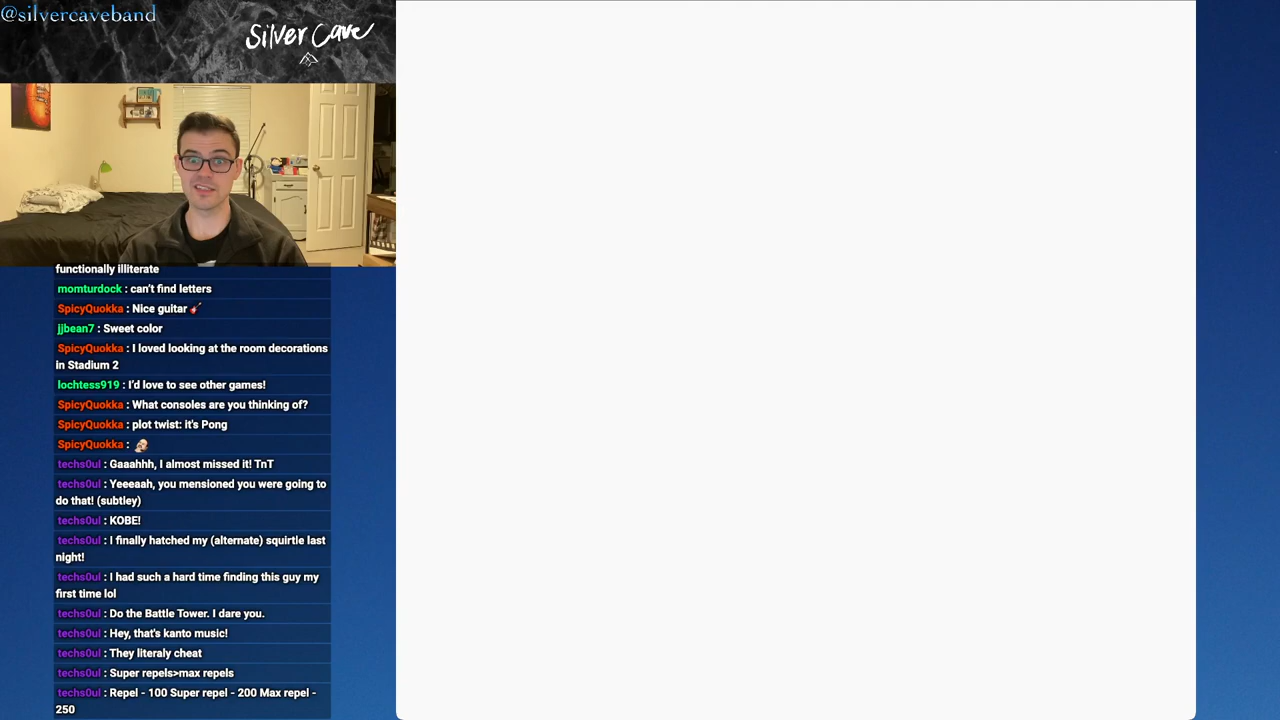 @silvercaveband
Silver Cave
functionally illiterate
momturdock : can't find letters
SpicyQuokka : Nice guitar
jjbean7 : Sweet color
SpicyQuokka : I loved looking at the room decorations
in Stadium 2
lochtess919 : I'd love to see other games!
SpicyQuokka : What consoles are you thinking of?
SpicyQuokka : plot twist: it's Pong
SpicyQuokka :
techs0ul : Gaaahhh, I almost missed it! TnT
techs0ul : Yeeeaah, you mensioned you were going to
do that! (subtley)
techs0ul : KOBE!
techs0ul : I finally hatched my (alternate) squirtle last
night!
techs0ul : I had such a hard time finding this guy my
first time lol
techs0ul : Do the Battle Tower. I dare you.
techs0ul : Hey, that's kanto music!
techs0ul : They literaly cheat
techs0ul : Super repels>max repels
techs0ul : Repel - 100 Super repel - 200 Max repel -
250